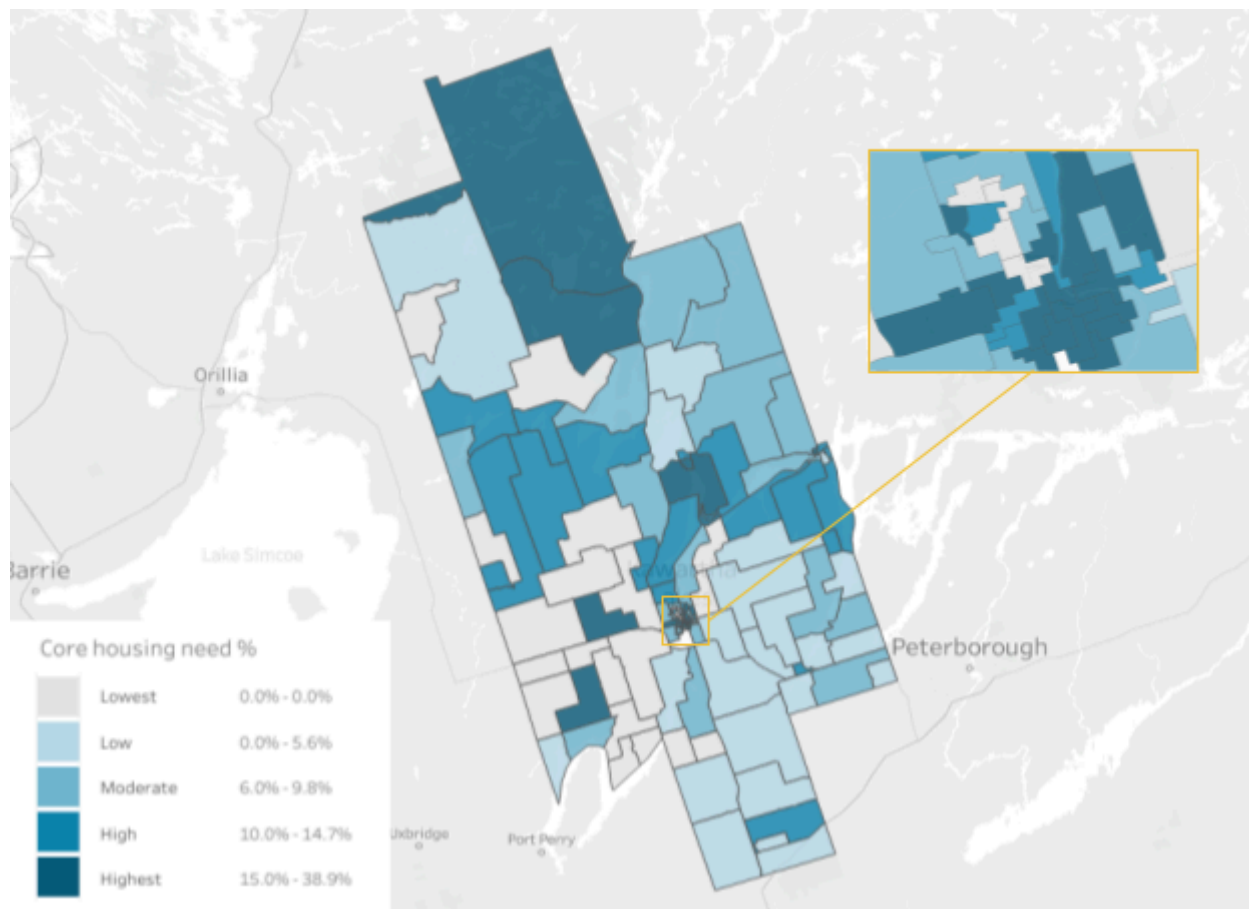 Orillia
Lake Simcoe
Barrie
Peterborough
Core housing need %
Lowest 0.0% - 0.0%
Low 0.0% - 5.6%
Moderate 6.0% - 9.8%
High 10.0% - 14.7%
Highest 15.0% - 38.9%
Uxbridge
Port Perry